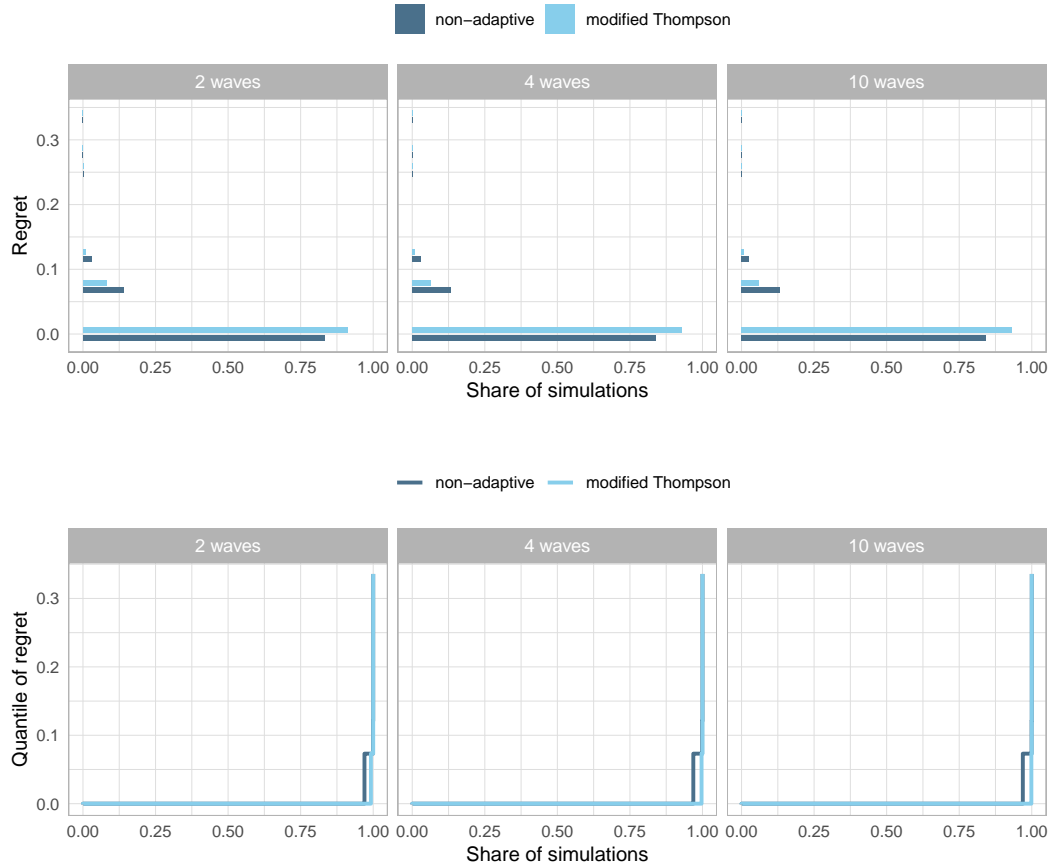 non−adaptive modified Thompson
2 waves 4 waves 10 waves
0.3
0.2
0.1
0.0
Regret
0.00 0.25 0.50 0.75 1.00 0.00 0.25 0.50 0.75 1.00 0.00 0.25 0.50 0.75 1.00
Share of simulations
non−adaptive modified Thompson
2 waves 4 waves 10 waves
0.3
0.2
0.1
0.0
Quantile of regret
0.00 0.25 0.50 0.75 1.00 0.00 0.25 0.50 0.75 1.00 0.00 0.25 0.50 0.75 1.00
Share of simulations